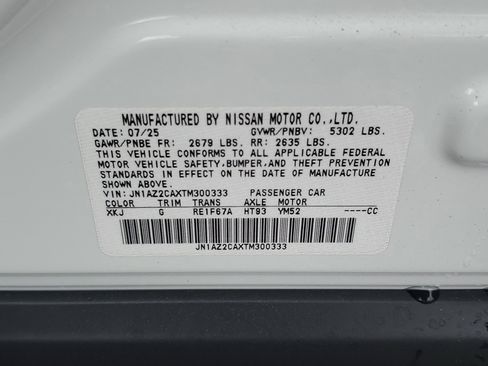 MANUFACTURED BY NISSAN MOTOR CO.,LTD.
DATE: 07/25 GVWR/PNBV: 5302 LBS.
GAWR/PNBE FR: 2679 LBS. RR: 2635 LBS.
THIS VEHICLE CONFORMS TO ALL APPLICABLE FEDERAL
MOTOR VEHICLE SAFETY,BUMPER,AND THEFT PREVENTION
STANDARDS IN EFFECT ON THE DATE OF MANUFACTURE
SHOWN ABOVE.
VIN: JN1AZ2CAXTM300333 PASSENGER CAR
COLOR TRIM TRANS AXLE MOTOR
XKJ G RE1F67A HT93 YM52 ----CC
JN1AZ2CAXTM300333